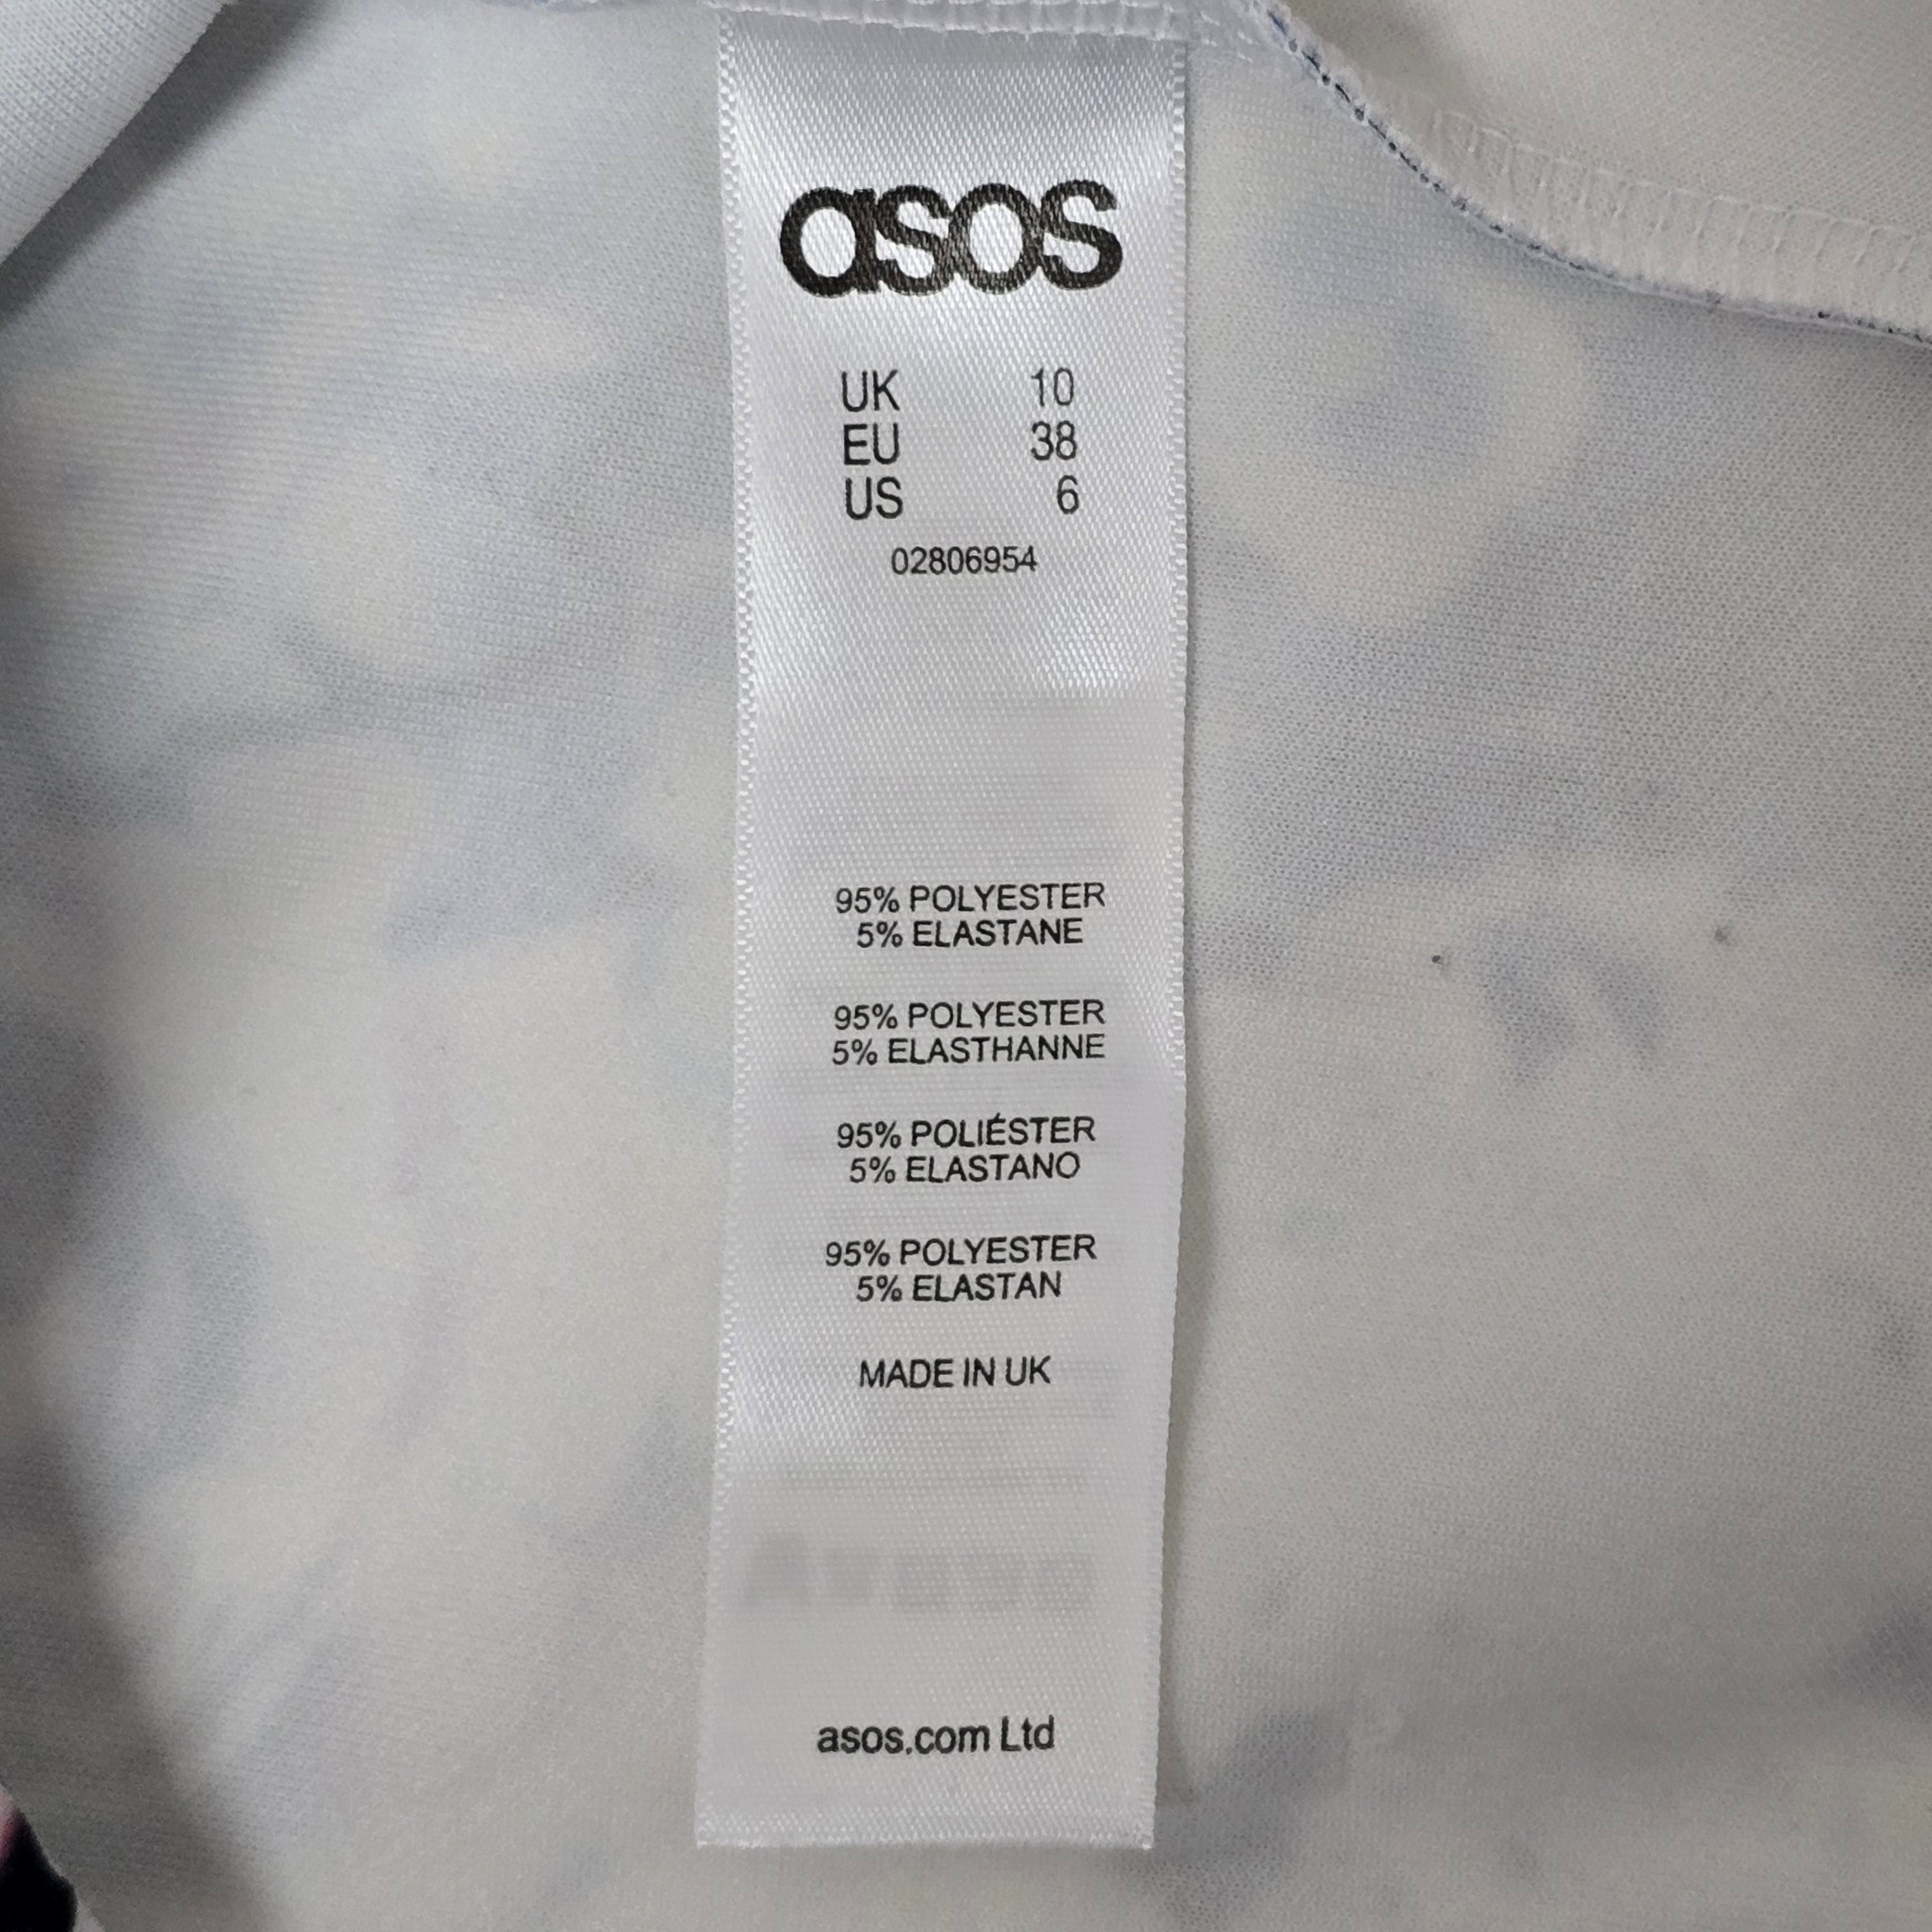 asos
UK 10
EU 38
US 6
02806954
95% POLYESTER
5% ELASTANE
95% POLYESTER
5% ELASTHANNE
95% POLIÉSTER
5% ELASTANO
95% POLYESTER
5% ELASTAN
MADE IN UK
asos.com Ltd